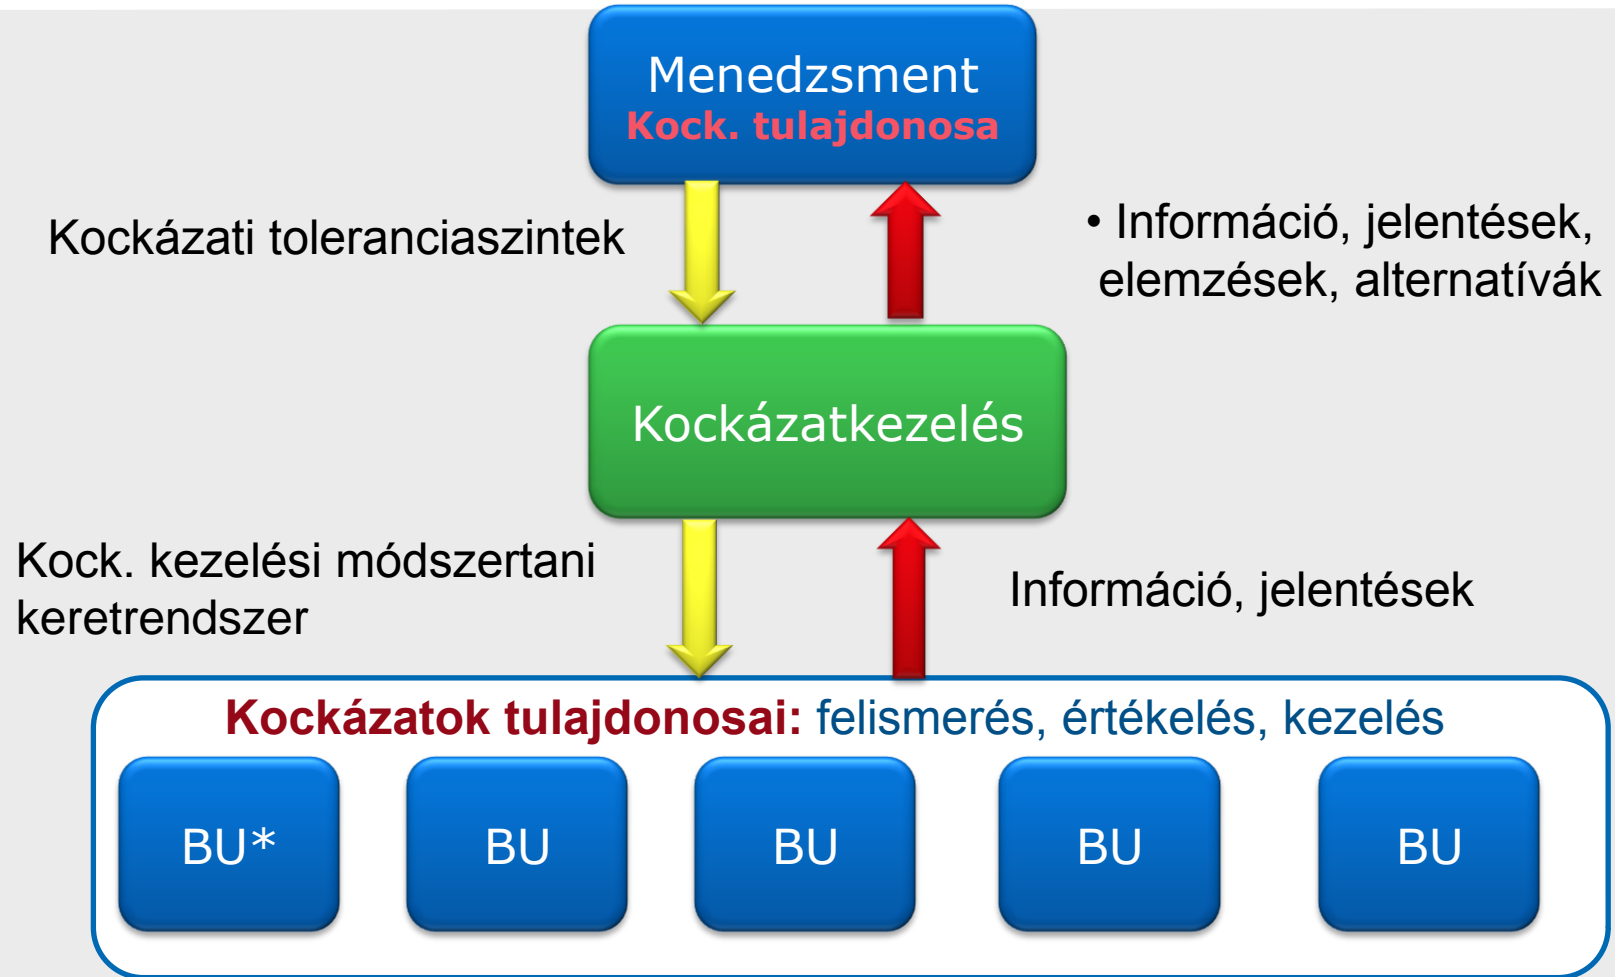 Menedzsment
Kock. tulajdonosa
Kockázati toleranciaszintek
• Információ, jelentések,
elemzések, alternatívák
Kockázatkezelés
Kock. kezelési módszertani
keretrendszer
Információ, jelentések
Kockázatok tulajdonosai: felismerés, értékelés, kezelés
BU*
BU
BU
BU
BU